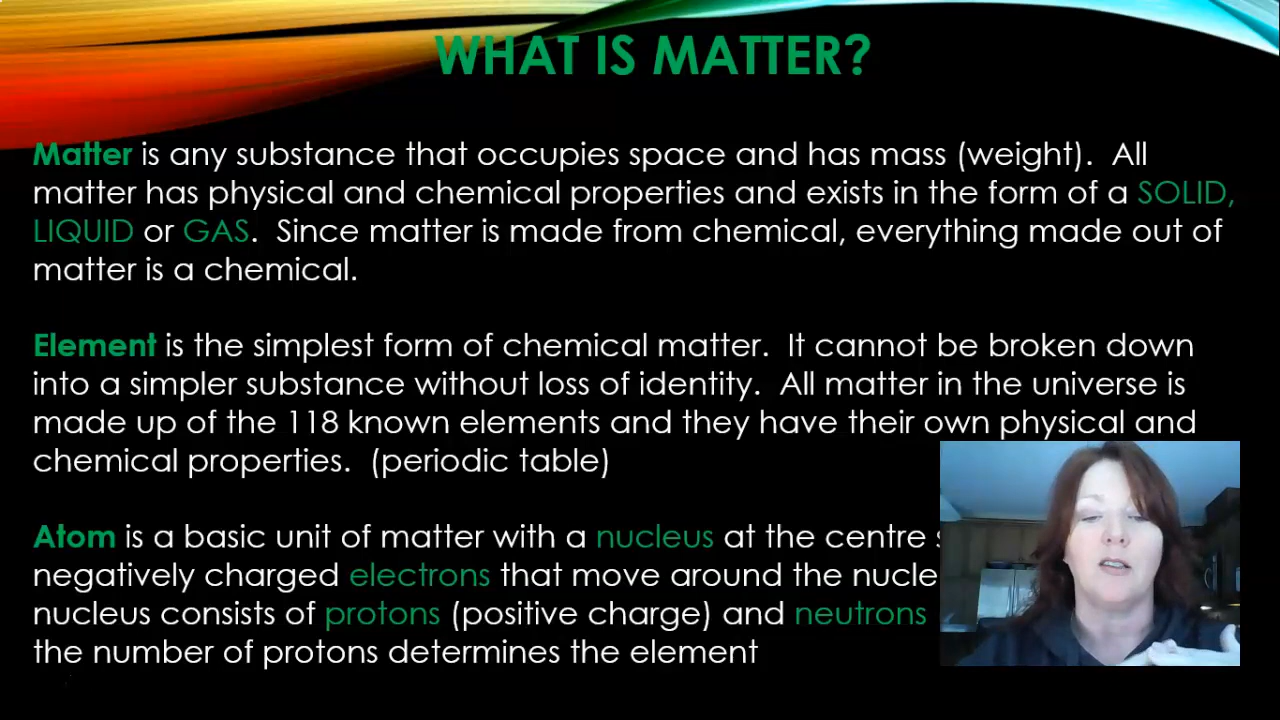 WHAT IS MATTER?
Matter is any substance that occupies space and has mass (weight).  All
matter has physical and chemical properties and exists in the form of a SOLID,
LIQUID or GAS.  Since matter is made from chemical, everything made out of
matter is a chemical.
Element is the simplest form of chemical matter.  It cannot be broken down
into a simpler substance without loss of identity.  All matter in the universe is
made up of the 118 known elements and they have their own physical and
chemical properties.  (periodic table)
Atom is a basic unit of matter with a nucleus at the centre
negatively charged electrons that move around the nucle
nucleus consists of protons (positive charge) and neutrons
the number of protons determines the element